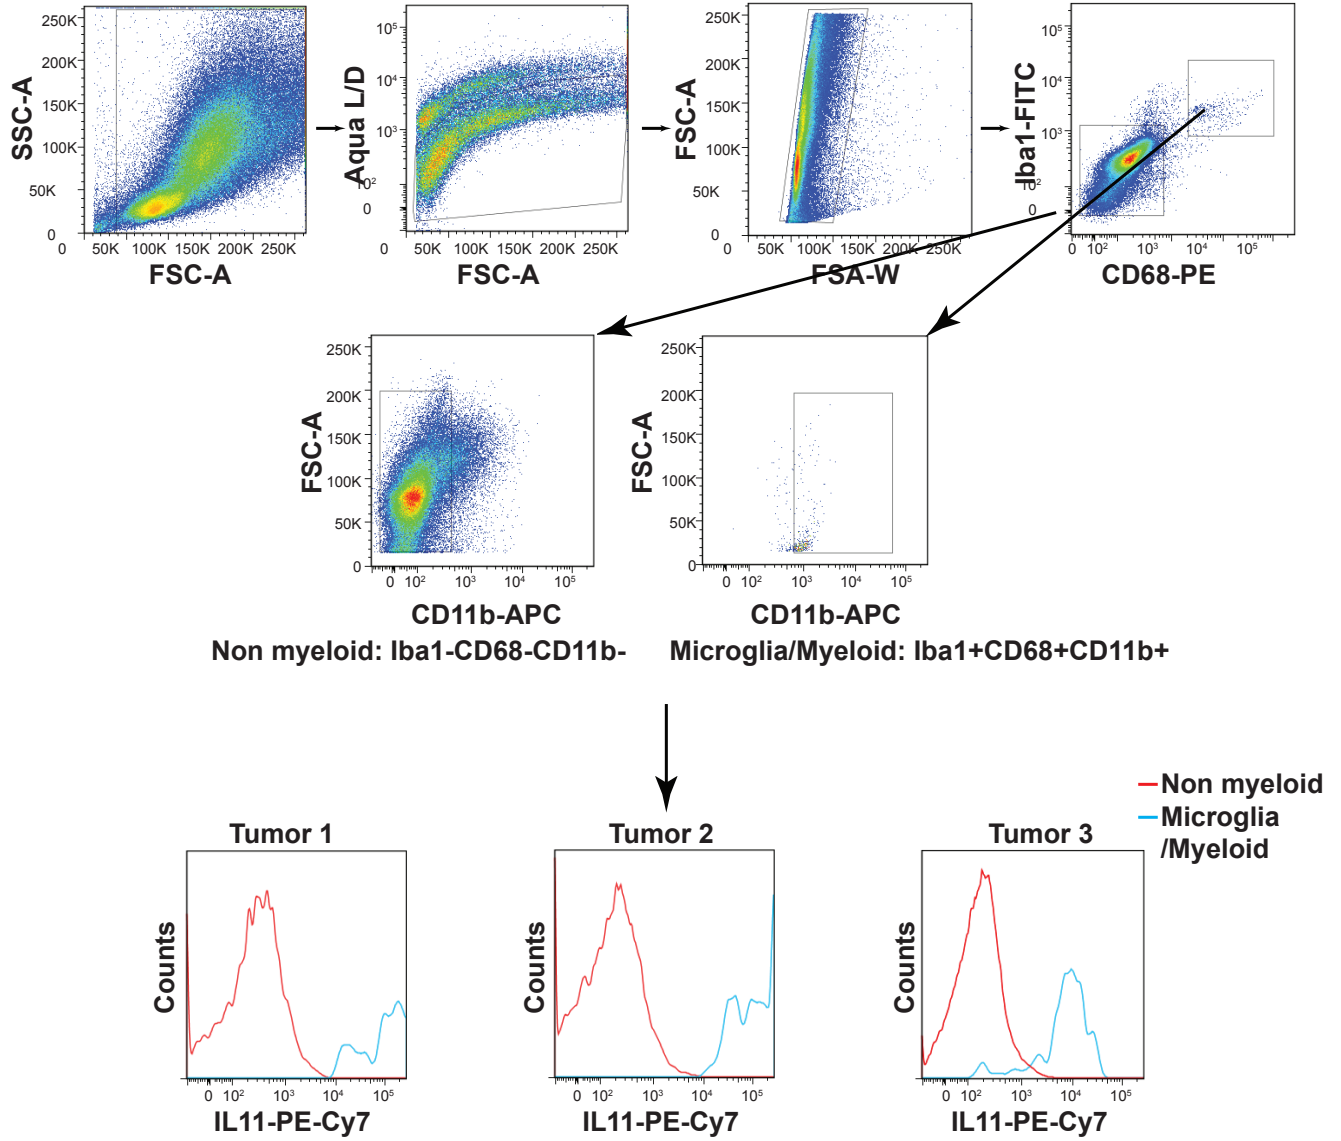 250K
200K
150K
100K
50K
0
SSC-A
0 50K 100K 150K 200K 250K
FSC-A
10⁵
10⁴
10³
10²
0
Aqua L/D
50K 100K 150K 200K 250K
FSC-A
250K
200K
150K
100K
50K
0
FSC-A
50K 100K 150K 200K 250K
FSA-W
10⁵
10⁴
10³
10²
0
Iba1-FITC
0 10² 10³ 10⁴ 10⁵
CD68-PE
250K
200K
150K
100K
50K
0
FSC-A
0 10² 10³ 10⁴ 10⁵
CD11b-APC
Non myeloid: Iba1-CD68-CD11b-
250K
200K
150K
100K
50K
0
FSC-A
0 10² 10³ 10⁴ 10⁵
CD11b-APC
Microglia/Myeloid: Iba1+CD68+CD11b+
Non myeloid
Microglia
/Myeloid
Tumor 1
Counts
0 10² 10³ 10⁴ 10⁵
IL11-PE-Cy7
Tumor 2
Counts
0 10² 10³ 10⁴ 10⁵
IL11-PE-Cy7
Tumor 3
Counts
0 10² 10³ 10⁴ 10⁵
IL11-PE-Cy7